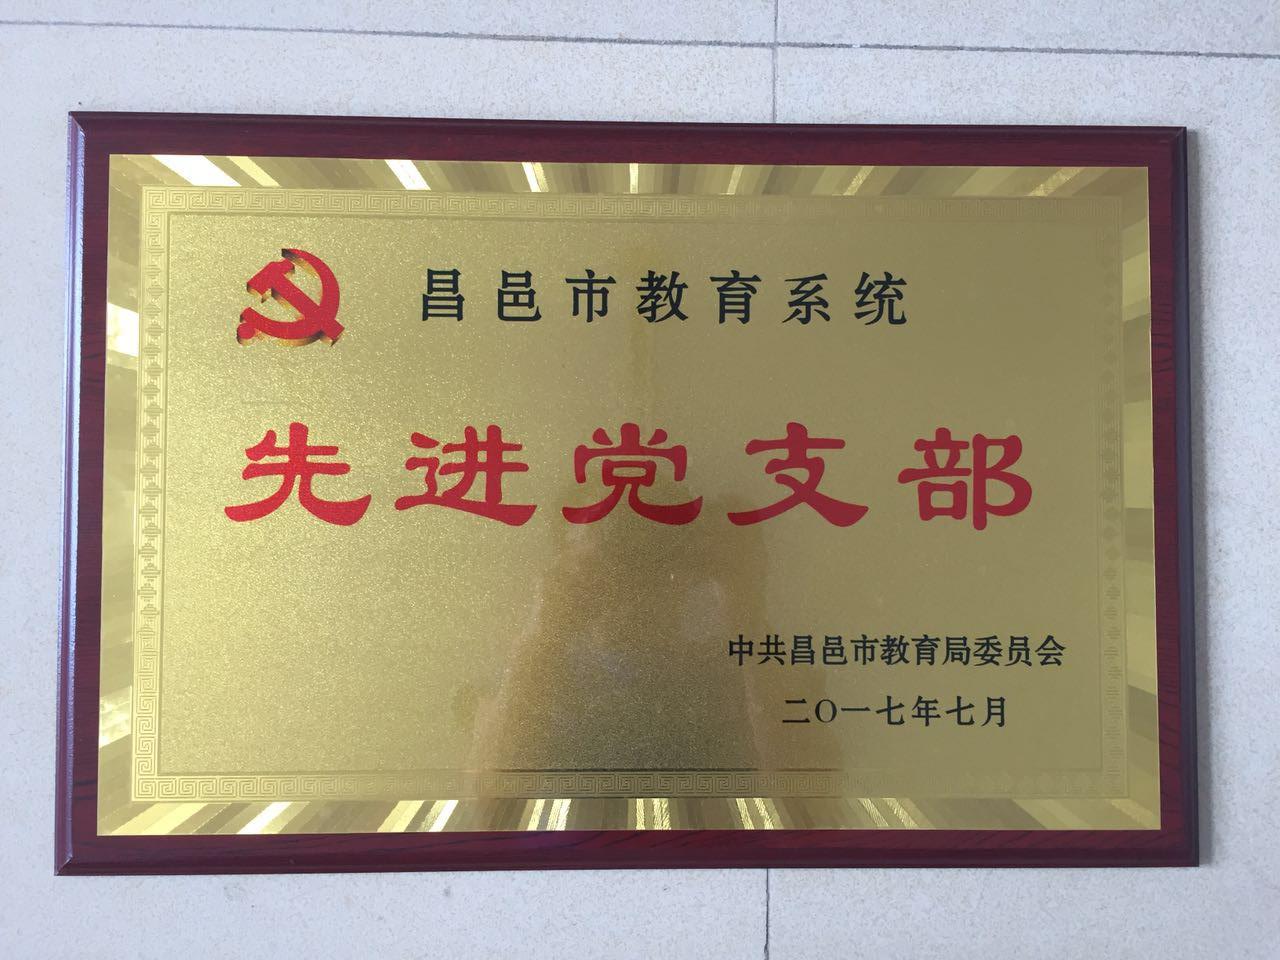 昌邑市教育系统
先进党支部
中共昌邑市教育局委员会
二〇一七年七月